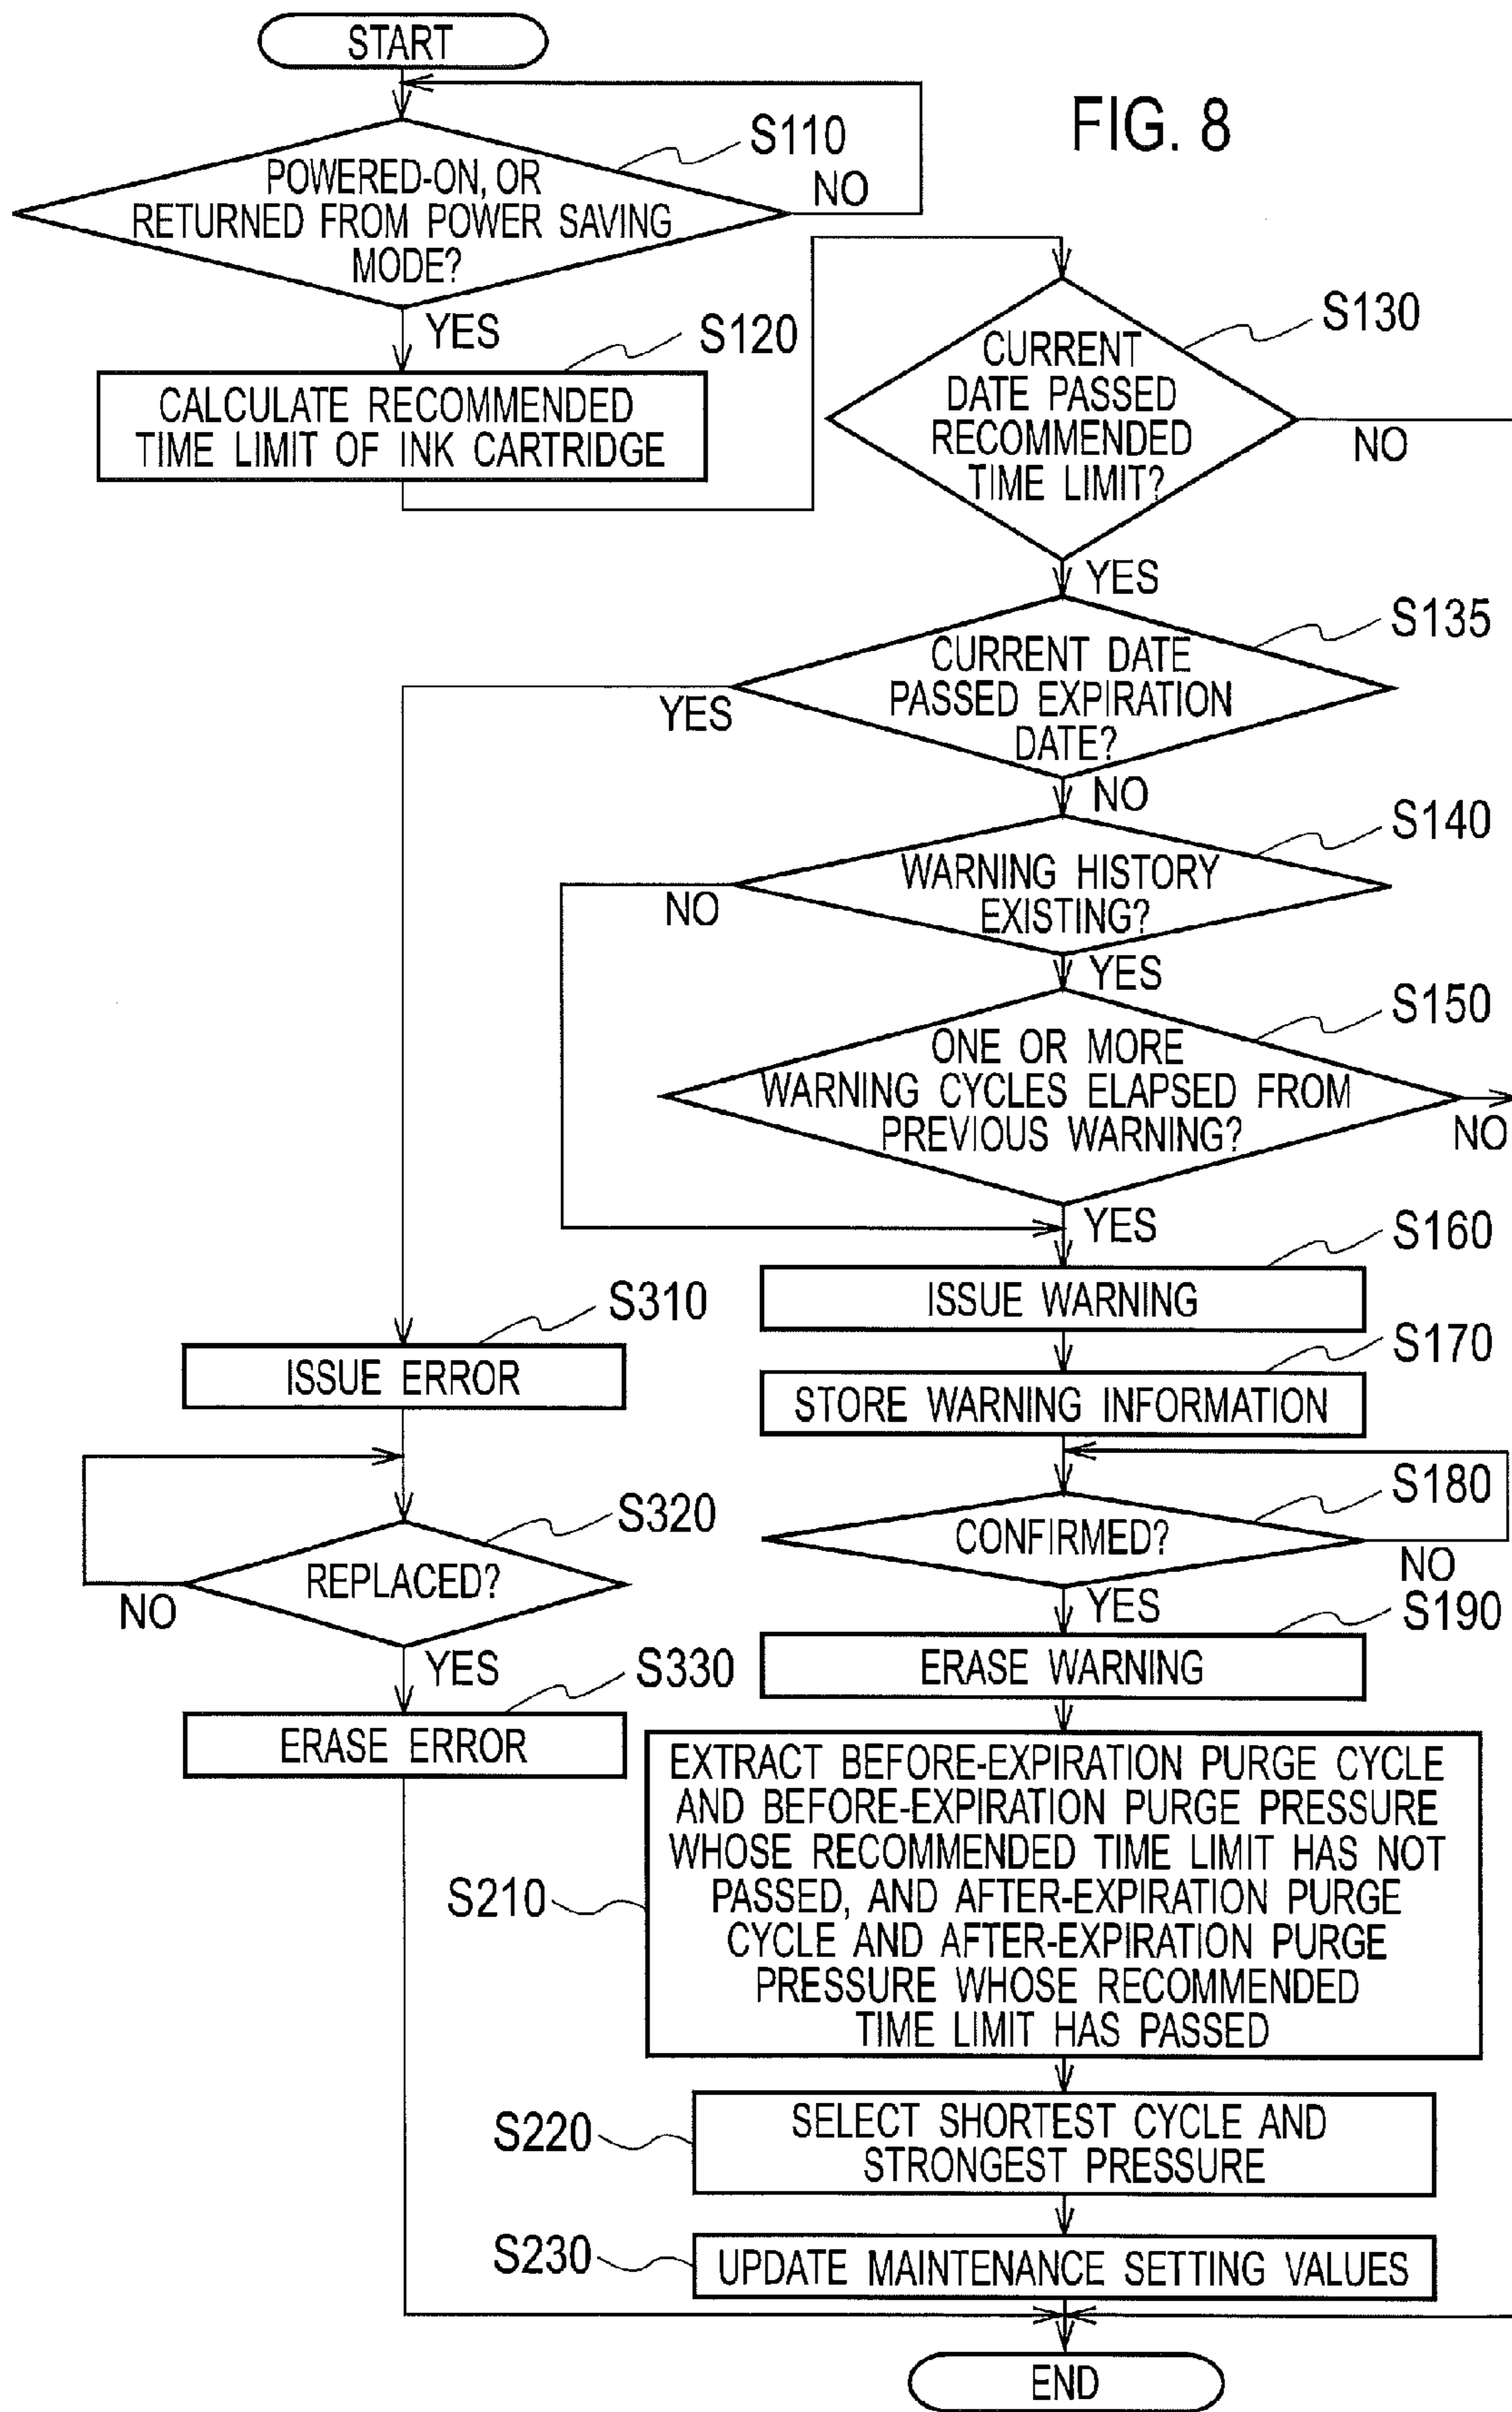 START
FIG. 8
S110
POWERED-ON, OR
RETURNED FROM POWER SAVING
MODE?
NO
YES
S120
CALCULATE RECOMMENDED
TIME LIMIT OF INK CARTRIDGE
S130
CURRENT
DATE PASSED
RECOMMENDED
TIME LIMIT?
NO
YES
S135
CURRENT DATE
PASSED EXPIRATION
DATE?
YES
NO
S140
WARNING HISTORY
EXISTING?
NO
YES
S150
ONE OR MORE
WARNING CYCLES ELAPSED FROM
PREVIOUS WARNING?
NO
YES
S160
ISSUE WARNING
S170
STORE WARNING INFORMATION
S180
CONFIRMED?
NO
YES
S190
ERASE WARNING
S310
ISSUE ERROR
S320
REPLACED?
NO
YES
S330
ERASE ERROR
S210
EXTRACT BEFORE-EXPIRATION PURGE CYCLE
AND BEFORE-EXPIRATION PURGE PRESSURE
WHOSE RECOMMENDED TIME LIMIT HAS NOT
PASSED, AND AFTER-EXPIRATION PURGE
CYCLE AND AFTER-EXPIRATION PURGE
PRESSURE WHOSE RECOMMENDED
TIME LIMIT HAS PASSED
S220
SELECT SHORTEST CYCLE AND
STRONGEST PRESSURE
S230
UPDATE MAINTENANCE SETTING VALUES
END